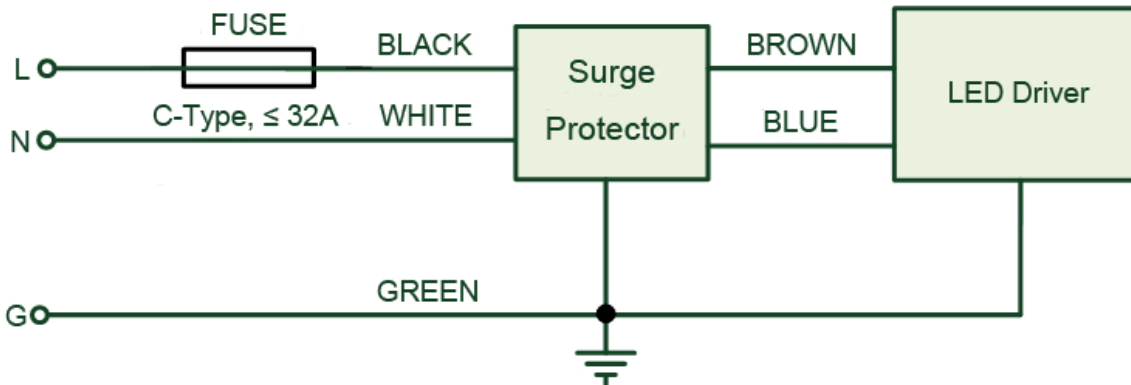 FUSE
L
BLACK
C-Type, ≤ 32A
N
WHITE
Surge
Protector
BROWN
BLUE
LED Driver
G
GREEN